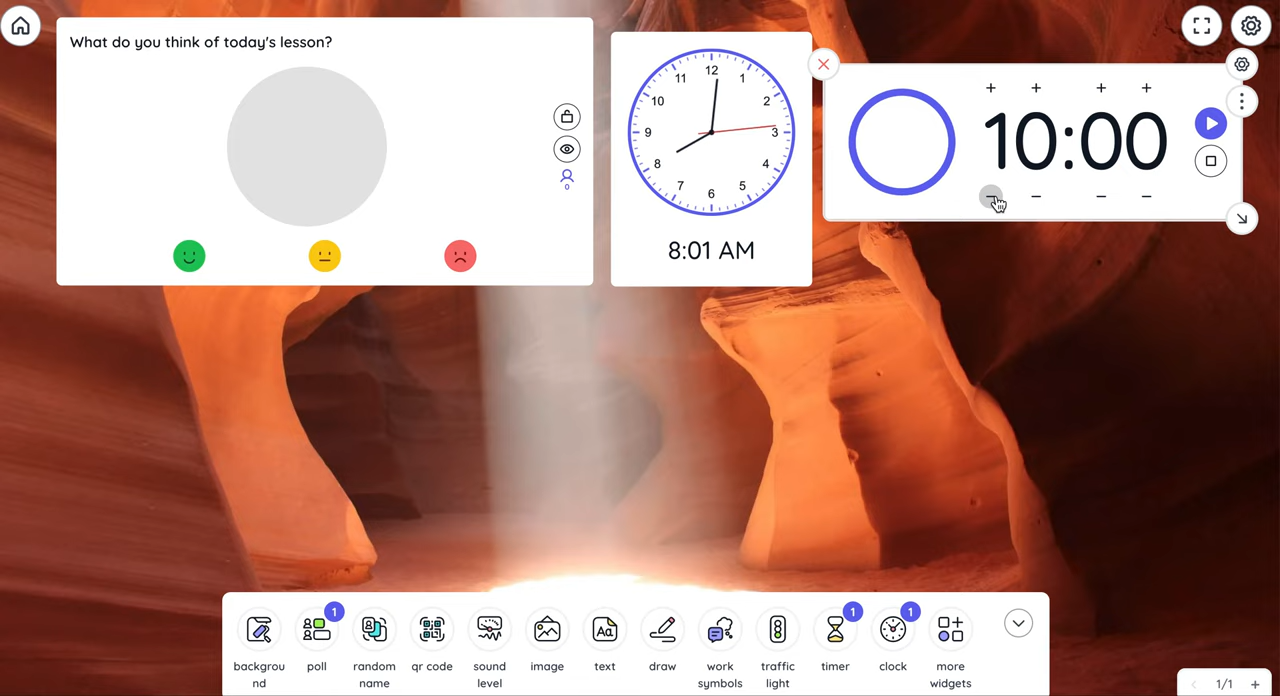 What do you think of today's lesson?
0
12
1
2
3
4
5
6
7
8
9
10
11
8:01 AM
+ + + +
10:00
− − − −
1
1
1
backgrou
nd
poll
random
name
qr code
sound
level
image
text
Aa
draw
work
symbols
traffic
light
timer
clock
more
widgets
1/1 +